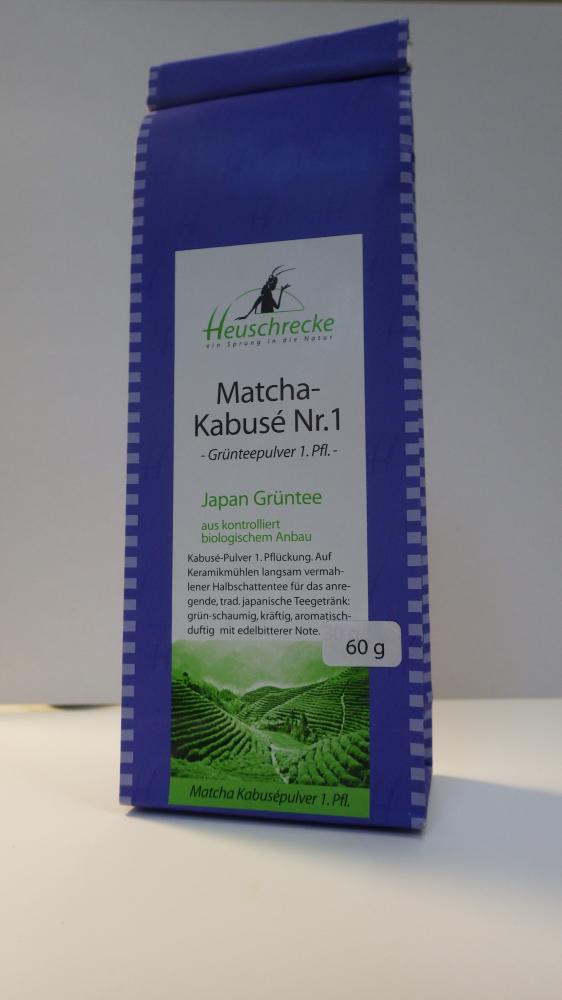 Heuschrecke
ein Sprung in die Natur
Matcha-
Kabusé Nr.1
- Grünteepulver 1. Pfl. -
Japan Grüntee
aus kontrolliert
biologischem Anbau
Kabusé-Pulver 1. Pflückung. Auf
Keramikmühlen langsam vermah-
lener Halbschattentee für das anre-
gende, trad. japanische Teegetränk:
grün-schaumig, kräftig, aromatisch-
duftig mit edelbitterer Note.
60 g
Matcha Kabusépulver 1. Pfl.